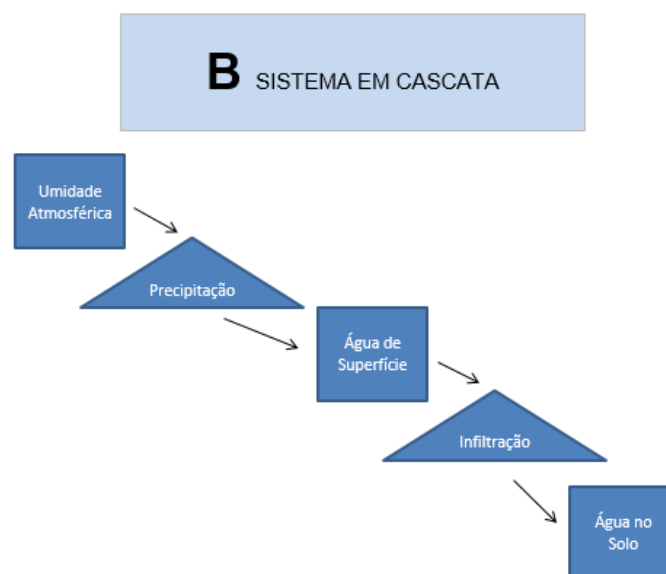 B SISTEMA EM CASCATA
Umidade
Atmosférica
Precipitação
Água de
Superfície
Infiltração
Água no
Solo